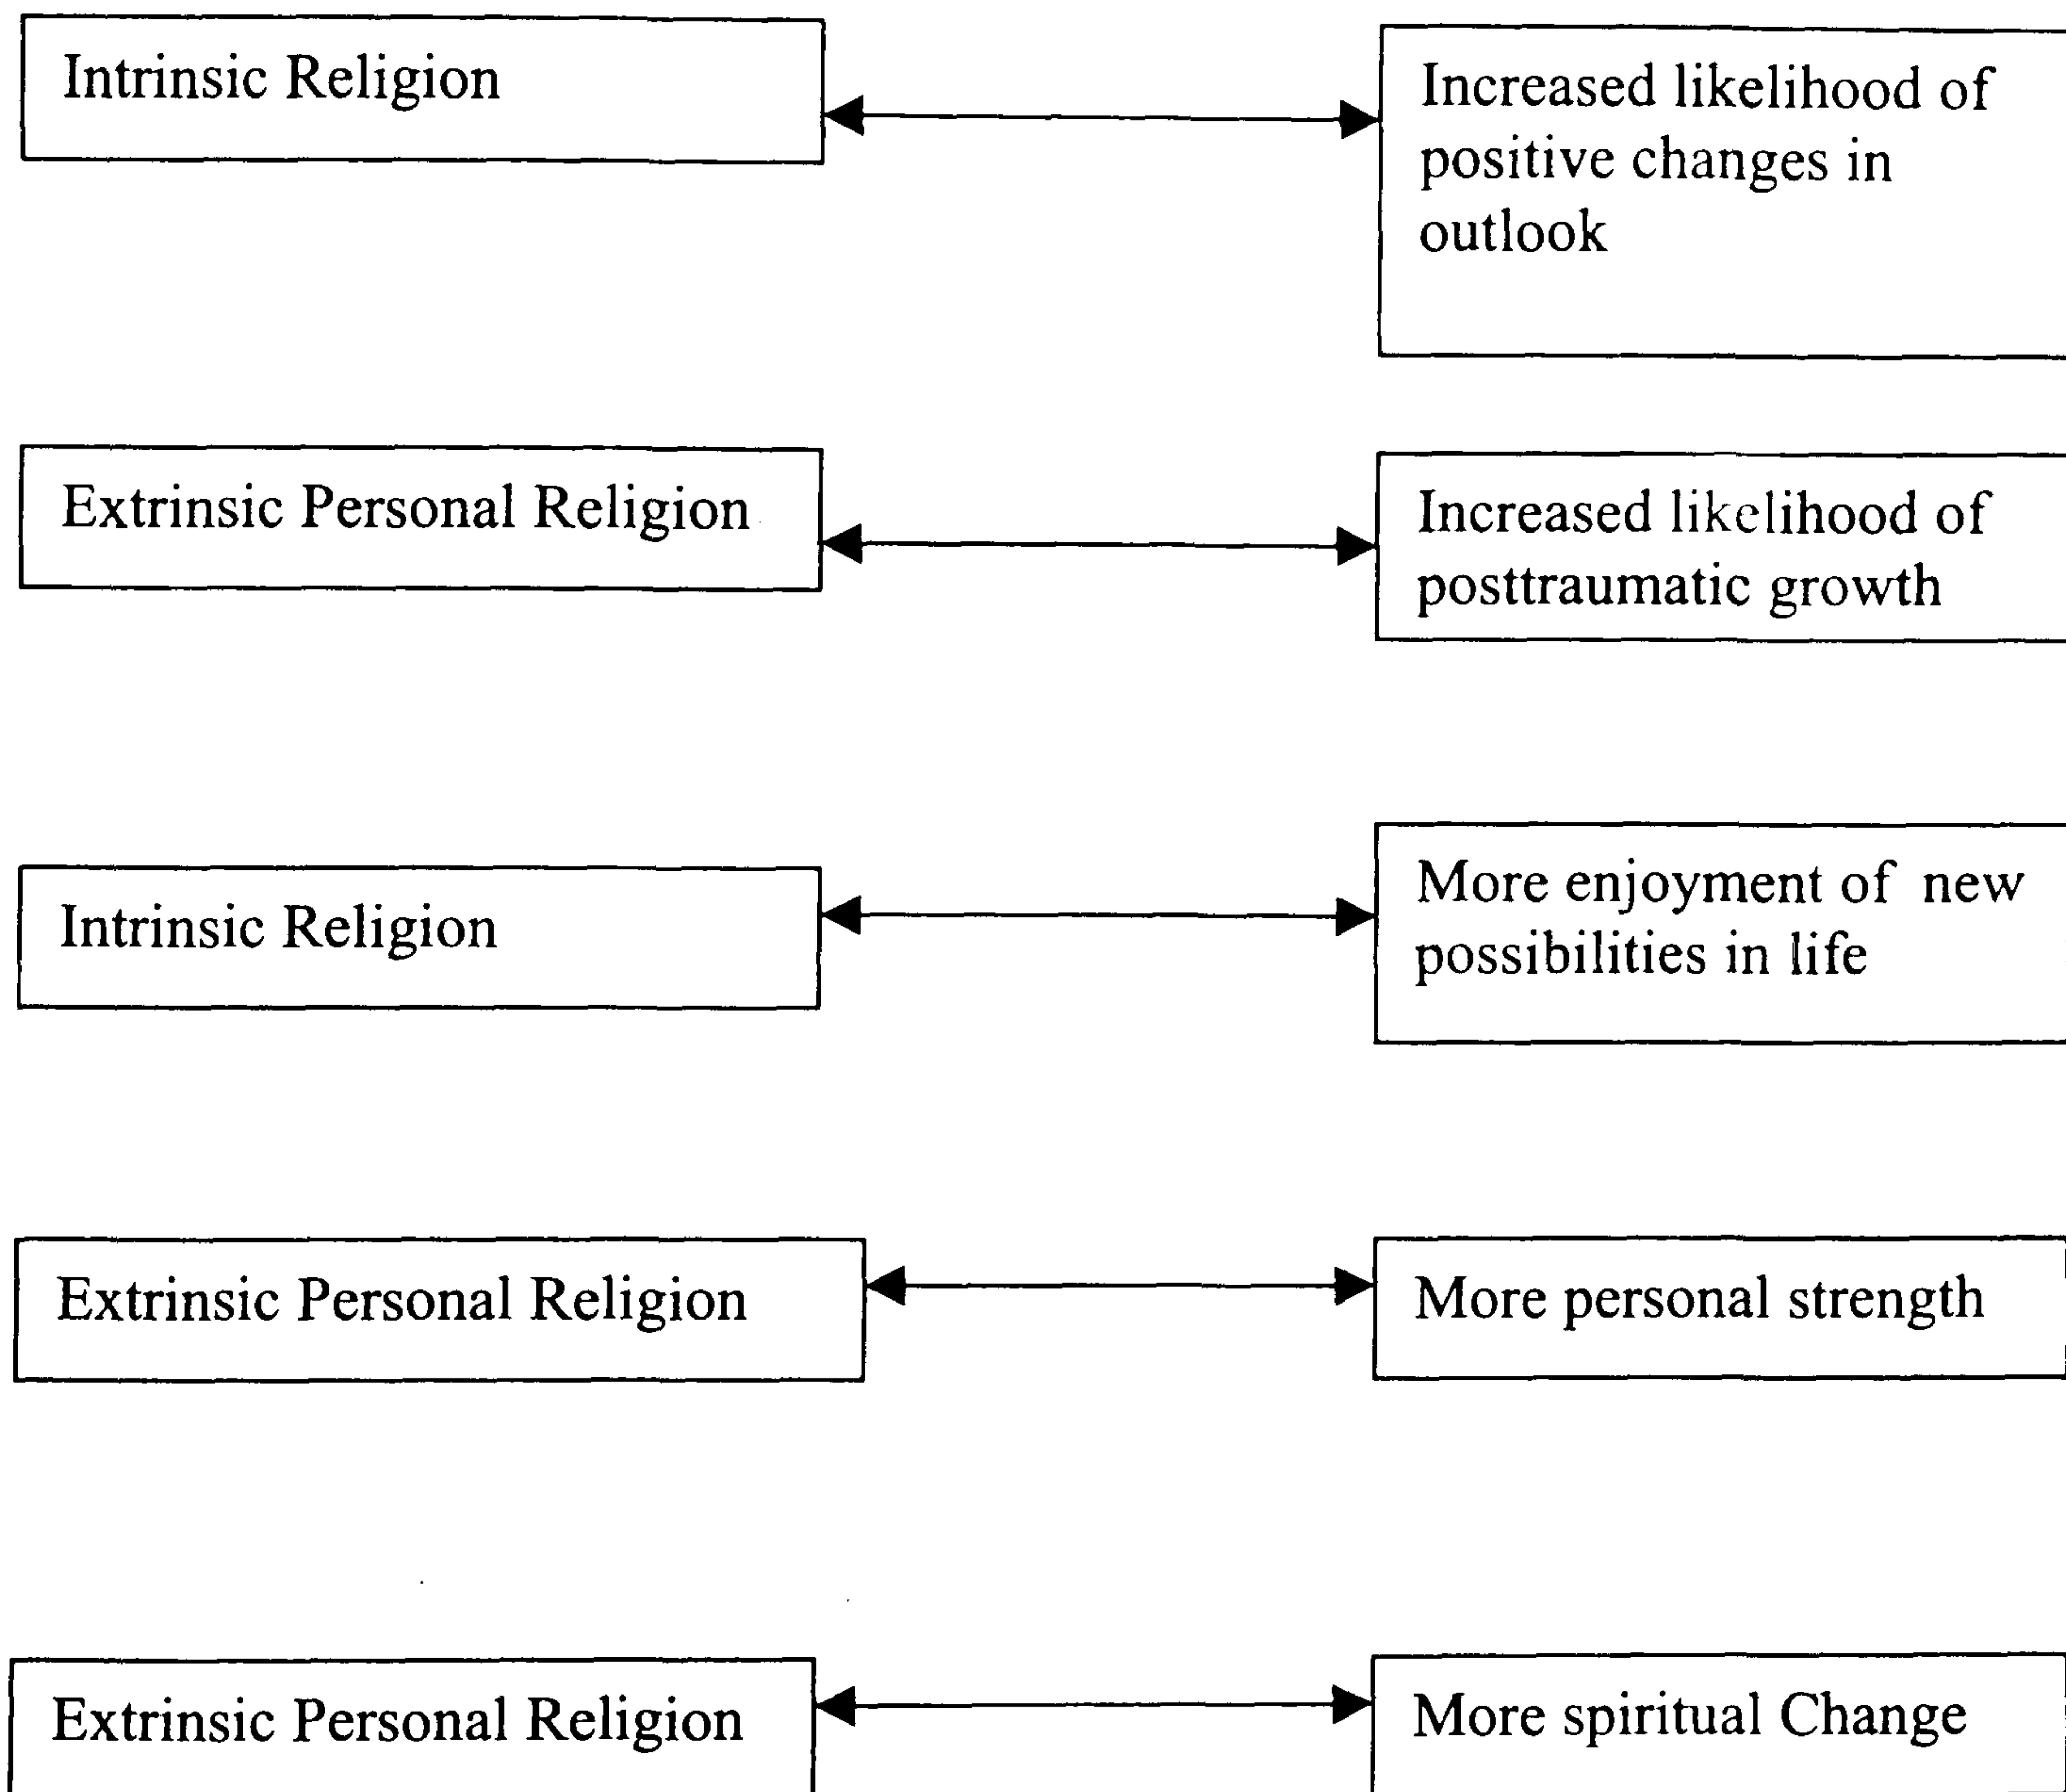 Intrinsic Religion
Increased likelihood of
positive changes in
outlook
Extrinsic Personal Religion
Increased likelihood of
posttraumatic growth
Intrinsic Religion
More enjoyment of new
possibilities in life
Extrinsic Personal Religion
More personal strength
Extrinsic Personal Religion
More spiritual Change